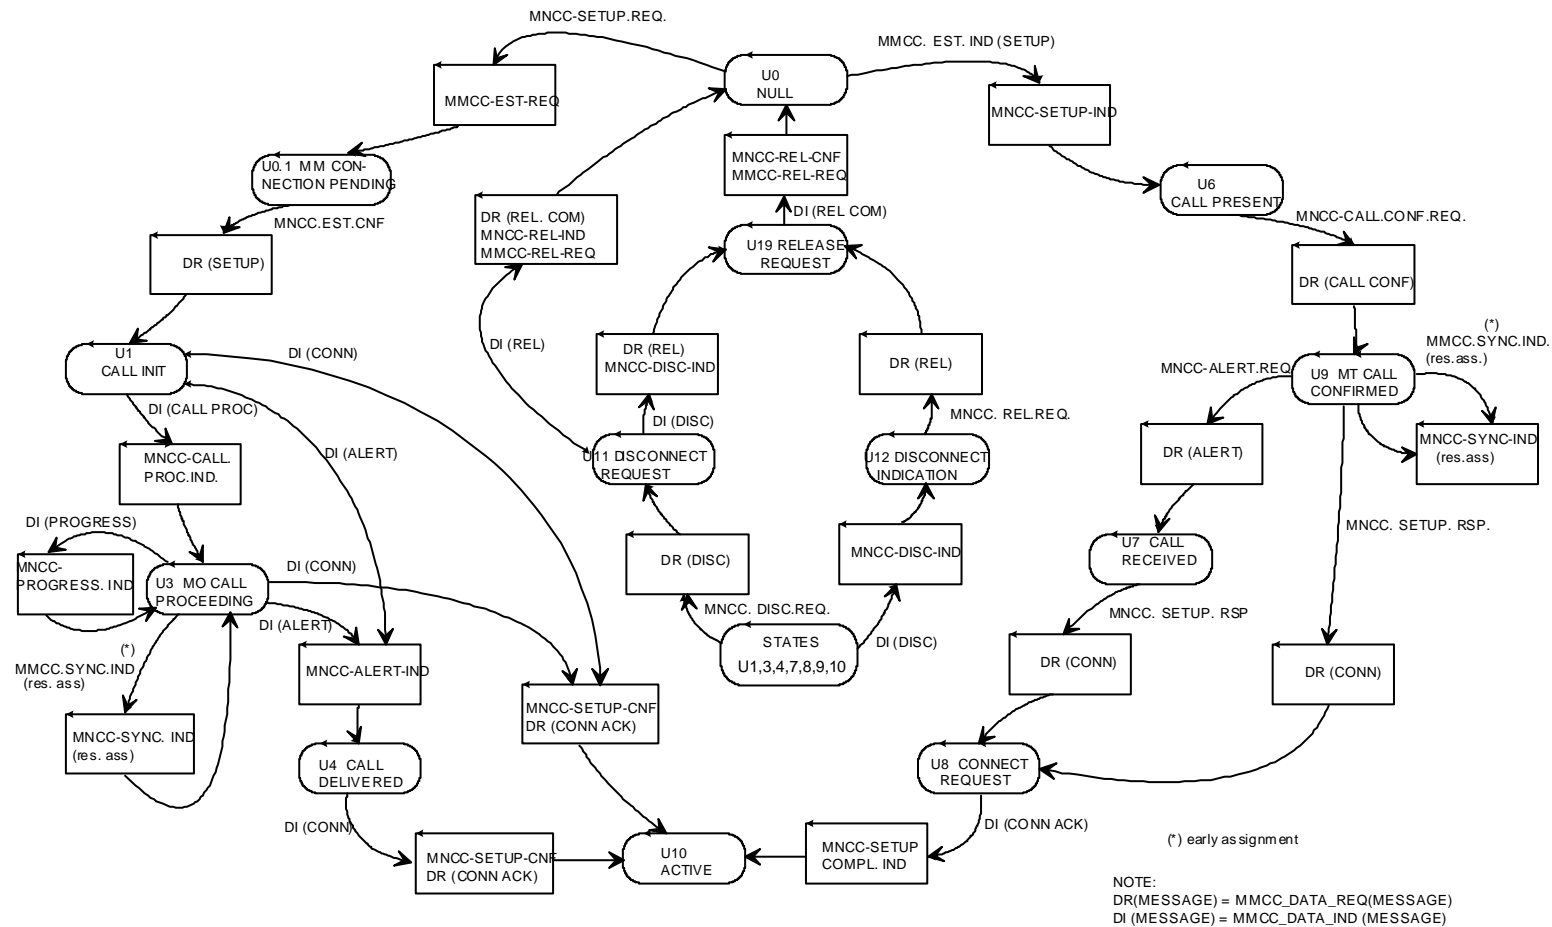 MNCC-SETUP.REQ.
MMCC. EST. IND (SETUP)
U0
NULL
MMCC-EST-REQ
MNCC-SETUP-IND
MNCC-REL-CNF
MMCC-REL-REQ
U0.1 MM CON-
NECTION PENDING
U6
CALL PRESENT
MNCC.EST.CNF
DR (REL. COM)
MNCC-REL-IND
MMCC-REL-REQ
DI (REL COM)
MNCC-CALL.CONF.REQ.
DR (SETUP)
U19 RELEASE
REQUEST
DR (CALL CONF)
U1
CALL INIT
DI (CONN)
DI (REL)
DR (REL)
MNCC-DISC-IND
DR (REL)
(*)
MMCC.SYNC.IND.
(res.ass.)
MNCC-ALERT.REQ
U9 MT CALL
CONFIRMED
DI (CALL PROC)
DI (DISC)
MNCC. REL.REQ.
MNCC-CALL.
PROC.IND.
DI (ALERT)
U11 DISCONNECT
REQUEST
U12 DISCONNECT
INDICATION
DR (ALERT)
MNCC-SYNC-IND
(res.ass)
DI (PROGRESS)
MNCC. SETUP. RSP.
MNCC-
PROGRESS. IND
U3 MO CALL
PROCEEDING
DI (CONN)
DR (DISC)
MNCC-DISC-IND
U7 CALL
RECEIVED
DI (ALERT)
MNCC. DISC.REQ.
MNCC. SETUP. RSP
(*)
MMCC.SYNC.IND
(res. ass)
MNCC-ALERT-IND
STATES
U1,3,4,7,8,9,10
DI (DISC)
DR (CONN)
DR (CONN)
MNCC-SYNC. IND
(res. ass)
MNCC-SETUP-CNF
DR (CONN ACK)
U4 CALL
DELIVERED
U8 CONNECT
REQUEST
DI (CONN)
DI (CONN ACK)
MNCC-SETUP-CNF
DR (CONN ACK)
U10
ACTIVE
MNCC-SETUP
COMPL. IND
(*) early assignment
NOTE:
DR(MESSAGE) = MMCC_DATA_REQ(MESSAGE)
DI (MESSAGE) = MMCC_DATA_IND (MESSAGE)